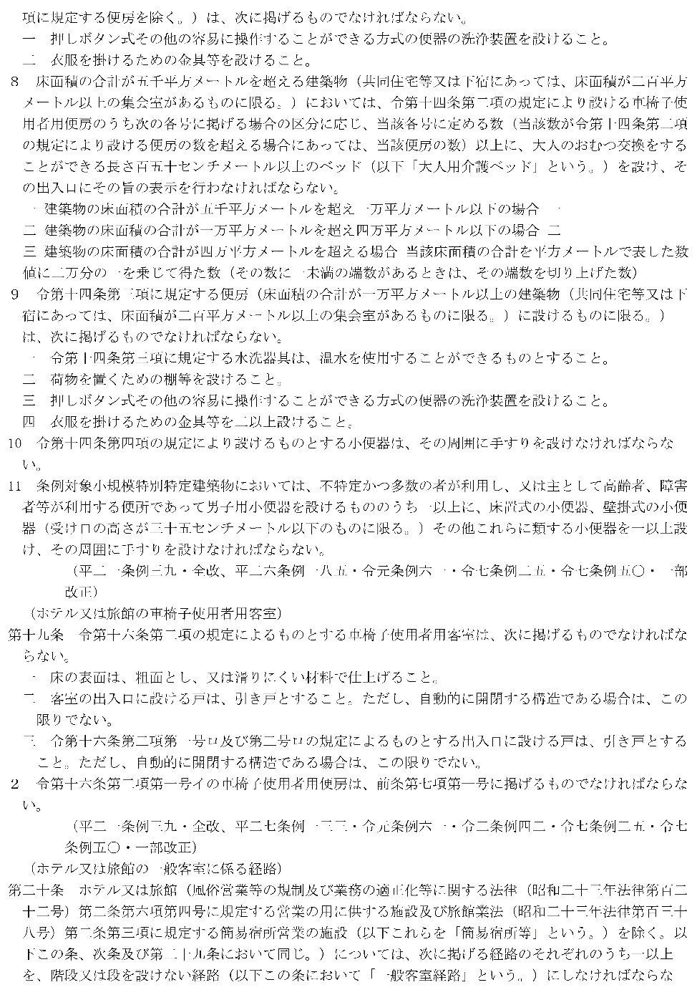 項に規定する便房を除く。）は、次に掲げるものでなければならない。
一　押しボタン式その他の容易に操作することができる方式の便器の洗浄装置を設けること。
二　衣服を掛けるための金具等を設けること。
８　床面積の合計が五千平方メートルを超える建築物（共同住宅等又は下宿にあっては、床面積が二百平方
メートル以上の集会室があるものに限る。）においては、令第十四条第二項の規定により設ける車椅子使
用者用便房のうち次の各号に掲げる場合の区分に応じ、当該各号に定める数（当該数が令第十四条第二項
の規定により設ける便房の数を超える場合にあっては、当該便房の数）以上に、大人のおむつ交換をする
ことができる長さ百五十センチメートル以上のベッド（以下「大人用介護ベッド」という。）を設け、そ
の出入口にその旨の表示を行わなければならない。
一 建築物の床面積の合計が五千平方メートルを超え一万平方メートル以下の場合 一
二 建築物の床面積の合計が一万平方メートルを超え四万平方メートル以下の場合 二
三 建築物の床面積の合計が四万平方メートルを超える場合 当該床面積の合計を平方メートルで表した数
値に二万分の一を乗じて得た数（その数に一未満の端数があるときは、その端数を切り上げた数）
９　令第十四条第三項に規定する便房（床面積の合計が一万平方メートル以上の建築物（共同住宅等又は下
宿にあっては、床面積が二百平方メートル以上の集会室があるものに限る。）に設けるものに限る。）
は、次に掲げるものでなければならない。
一　令第十四条第三項に規定する水洗器具は、温水を使用することができるものとすること。
二　荷物を置くための棚等を設けること。
三　押しボタン式その他の容易に操作することができる方式の便器の洗浄装置を設けること。
四　衣服を掛けるための金具等を二以上設けること。
10　令第十四条第四項の規定により設けるものとする小便器は、その周囲に手すりを設けなければならな
い。
11　条例対象小規模特別特定建築物においては、不特定かつ多数の者が利用し、又は主として高齢者、障害
者等が利用する便所であって男子用小便器を設けるもののうち一以上に、床置式の小便器、壁掛式の小便
器（受け口の高さが三十五センチメートル以下のものに限る。）その他これらに類する小便器を一以上設
け、その周囲に手すりを設けなければならない。
（平二一条例三九・全改、平二六条例一八五・令元条例六一・令七条例二五・令七条例五〇・一部
改正）
（ホテル又は旅館の車椅子使用者用客室）
第十九条　令第十六条第二項の規定によるものとする車椅子使用者用客室は、次に掲げるものでなければな
らない。
一　床の表面は、粗面とし、又は滑りにくい材料で仕上げること。
二　客室の出入口に設ける戸は、引き戸とすること。ただし、自動的に開閉する構造である場合は、この
限りでない。
三　令第十六条第二項第一号ロ及び第二号ロの規定によるものとする出入口に設ける戸は、引き戸とする
こと。ただし、自動的に開閉する構造である場合は、この限りでない。
２　令第十六条第二項第一号イの車椅子使用者用便房は、前条第七項第一号に掲げるものでなければならな
い。
（平二一条例三九・全改、平二七条例一三三・令元条例六一・令二条例四二・令七条例二五・令七
条例五〇・一部改正）
（ホテル又は旅館の一般客室に係る経路）
第二十条　ホテル又は旅館（風俗営業等の規制及び業務の適正化等に関する法律（昭和二十三年法律第百二
十二号）第二条第六項第四号に規定する営業の用に供する施設及び旅館業法（昭和二十三年法律第百三十
八号）第二条第三項に規定する簡易宿所営業の施設（以下これらを「簡易宿所等」という。）を除く。以
下この条、次条及び第二十九条において同じ。）については、次に掲げる経路のそれぞれのうち一以上
を、階段又は段を設けない経路（以下この条において「一般客室経路」という。）にしなければならな